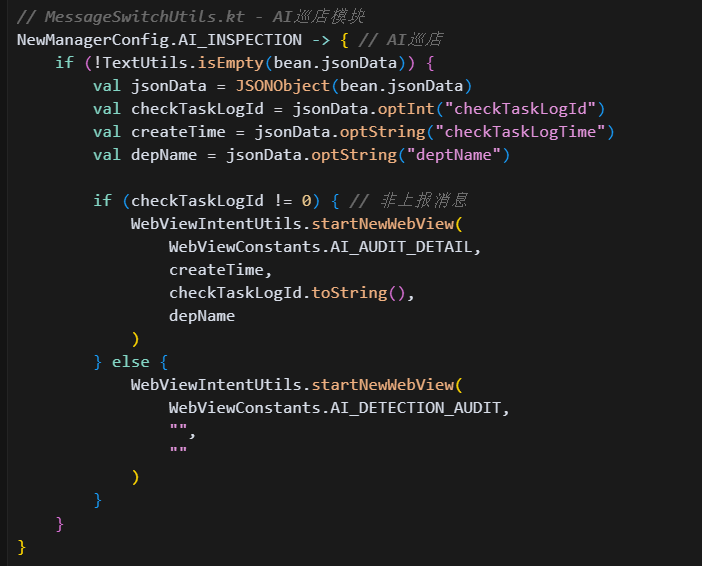 // MessageSwitchUtils.kt - AI巡店模块
NewManagerConfig.AI_INSPECTION -> { // AI巡店
    if (!TextUtils.isEmpty(bean.jsonData)) {
        val jsonData = JSONObject(bean.jsonData)
        val checkTaskLogId = jsonData.optInt("checkTaskLogId")
        val createTime = jsonData.optString("checkTaskLogTime")
        val depName = jsonData.optString("deptName")

        if (checkTaskLogId != 0) { // 非上报消息
            WebViewIntentUtils.startNewWebView(
                WebViewConstants.AI_AUDIT_DETAIL,
                createTime,
                checkTaskLogId.toString(),
                depName
            )
        } else {
            WebViewIntentUtils.startNewWebView(
                WebViewConstants.AI_DETECTION_AUDIT,
                "",
                ""
            )
        }
    }
}